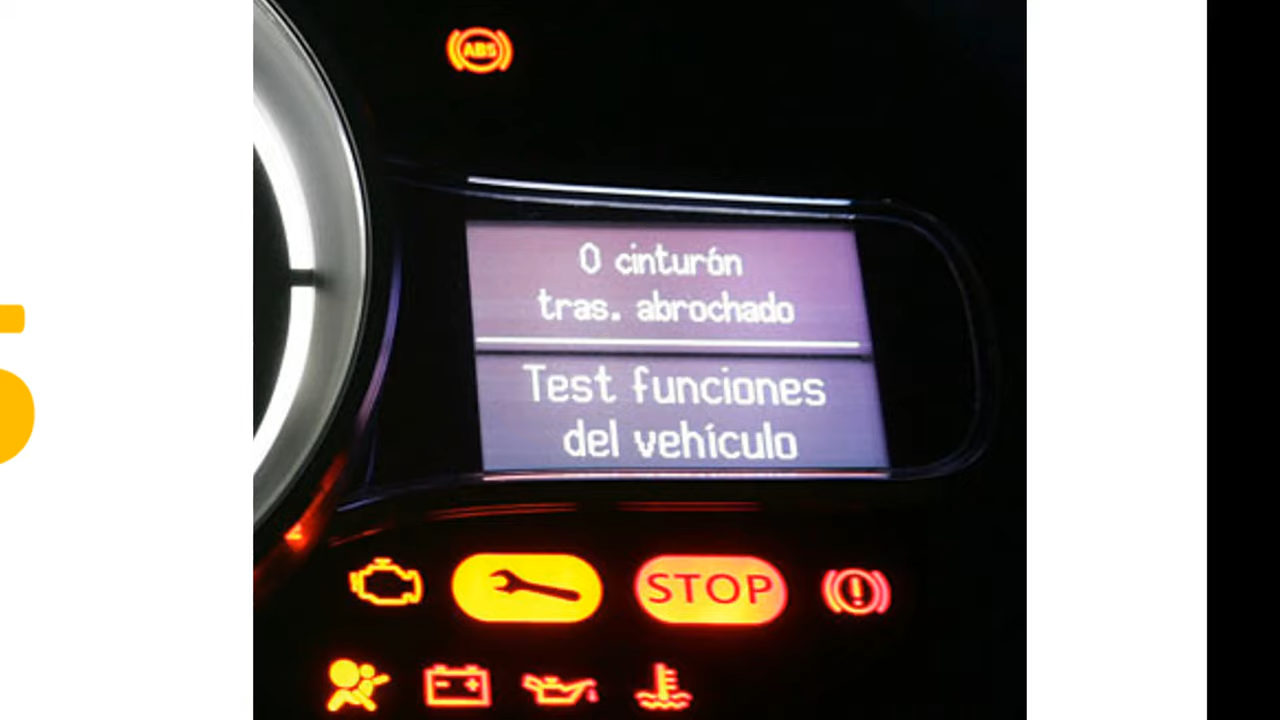 ABS
0 cinturón
tras. abrochado
Test funciones
del vehículo
STOP